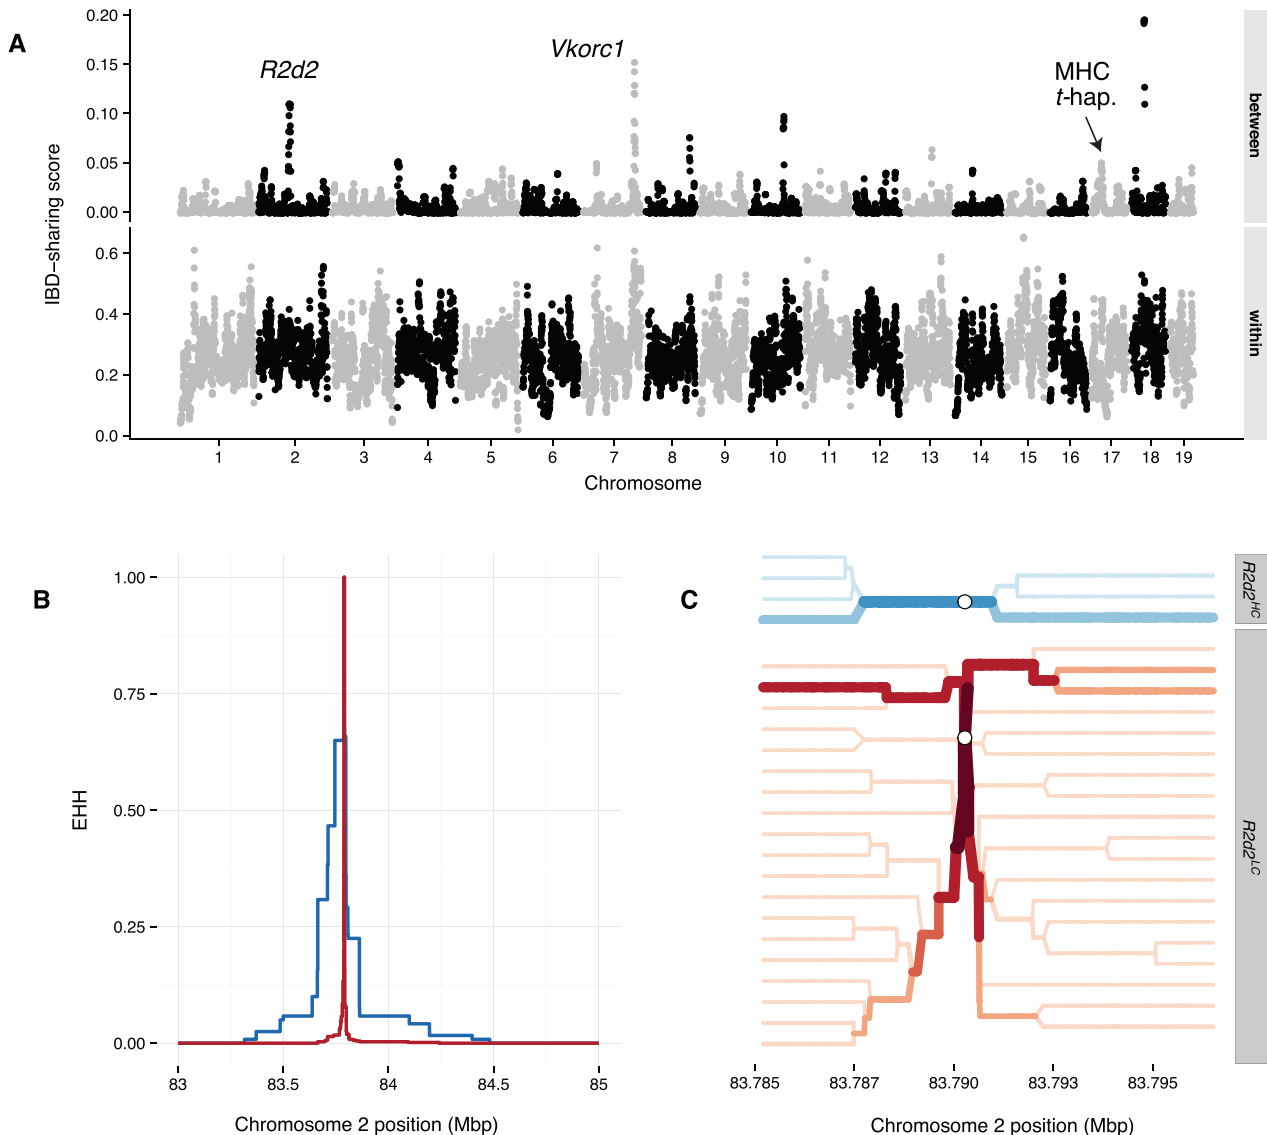 A
IBD−sharing score
0.20
0.15
0.10
0.05
0.00
R2d2
Vkorc1
MHC
t-hap.
between
0.6
0.4
0.2
0.0
within
1 2 3 4 5 6 7 8 9 10 11 12 13 14 15 16 17 18 19
Chromosome
B
EHH
1.00
0.75
0.50
0.25
0.00
83 83.5 84 84.5 85
Chromosome 2 position (Mbp)
C
R2d2HC
R2d2LC
83.785 83.787 83.790 83.793 83.795
Chromosome 2 position (Mbp)